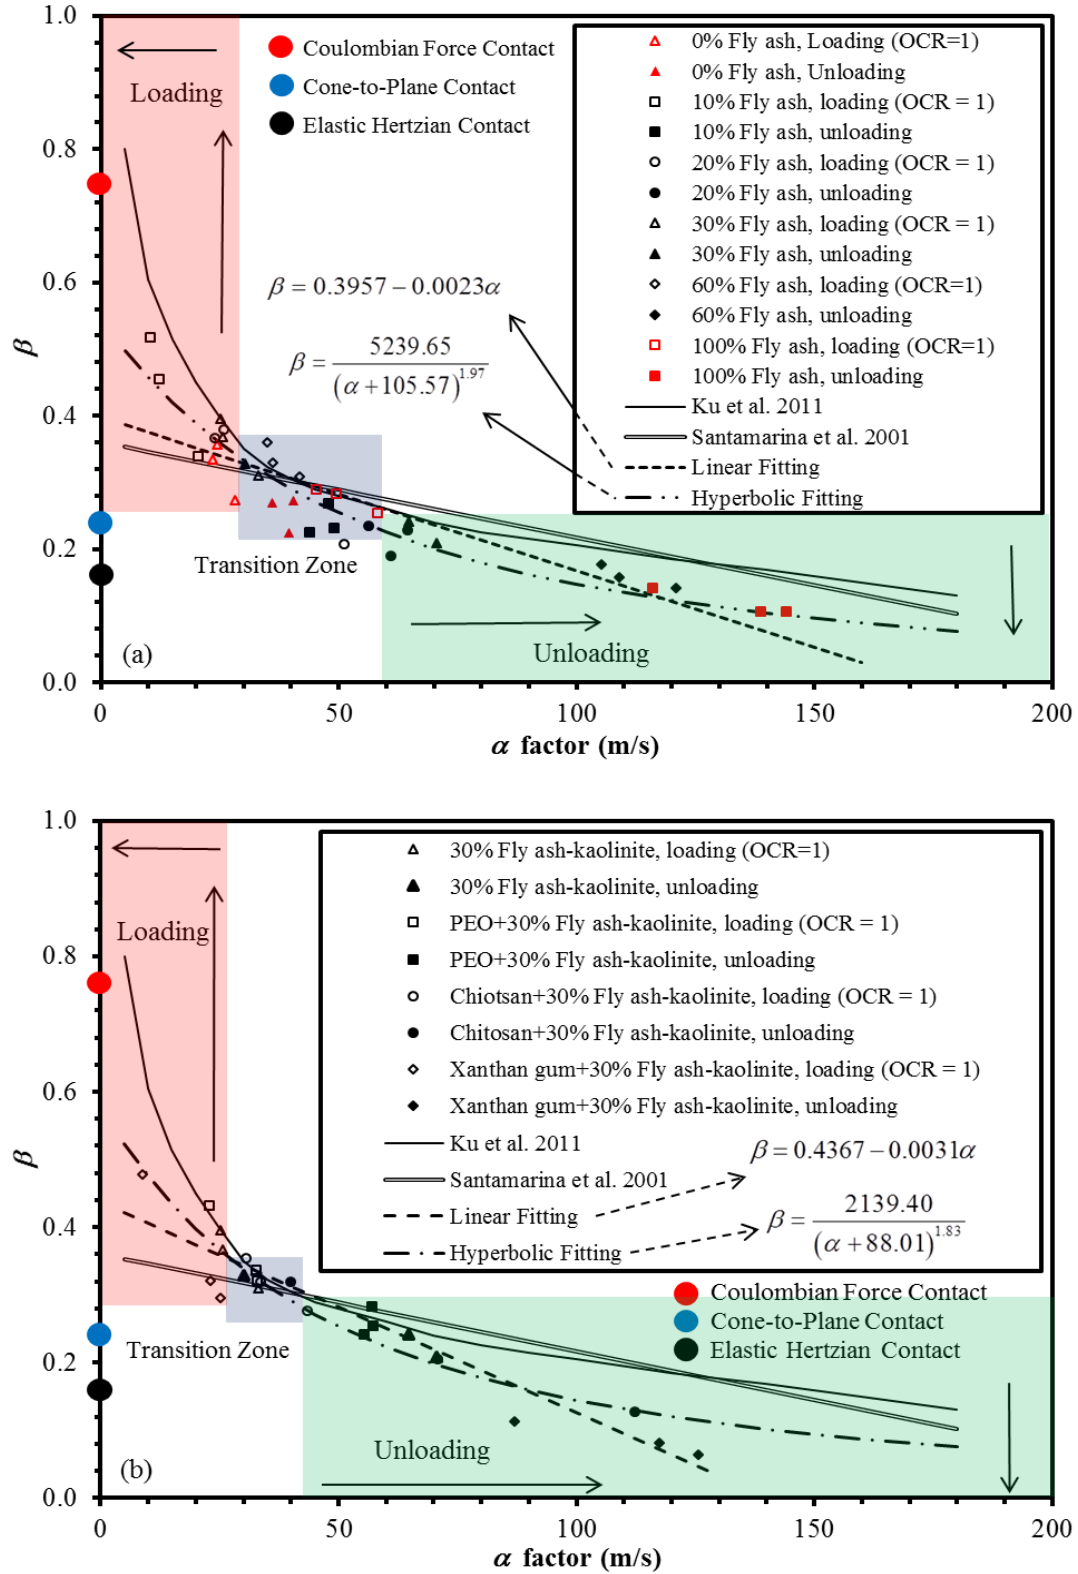 1.0
0.8
0.6
0.4
0.2
0.0
β
Loading
Coulombian Force Contact
Cone-to-Plane Contact
Elastic Hertzian Contact
0% Fly ash, Loading (OCR=1)
0% Fly ash, Unloading
10% Fly ash, loading (OCR = 1)
10% Fly ash, unloading
20% Fly ash, loading (OCR = 1)
20% Fly ash, unloading
30% Fly ash, loading (OCR = 1)
30% Fly ash, unloading
60% Fly ash, loading (OCR=1)
60% Fly ash, unloading
100% Fly ash, loading (OCR=1)
100% Fly ash, unloading
Ku et al. 2011
Santamarina et al. 2001
Linear Fitting
Hyperbolic Fitting
β = 0.3957 − 0.0023α
β = 5239.65 / (α + 105.57)^1.97
Transition Zone
Unloading
(a)
0 50 100 150 200
α factor (m/s)
1.0
0.8
0.6
0.4
0.2
0.0
β
Loading
30% Fly ash-kaolinite, loading (OCR=1)
30% Fly ash-kaolinite, unloading
PEO+30% Fly ash-kaolinite, loading (OCR = 1)
PEO+30% Fly ash-kaolinite, unloading
Chiotsan+30% Fly ash-kaolinite, loading (OCR = 1)
Chitosan+30% Fly ash-kaolinite, unloading
Xanthan gum+30% Fly ash-kaolinite, loading (OCR = 1)
Xanthan gum+30% Fly ash-kaolinite, unloading
Ku et al. 2011
Santamarina et al. 2001
Linear Fitting
Hyperbolic Fitting
β = 0.4367 − 0.0031α
β = 2139.40 / (α + 88.01)^1.83
Coulombian Force Contact
Cone-to-Plane Contact
Elastic Hertzian Contact
Transition Zone
Unloading
(b)
0 50 100 150 200
α factor (m/s)